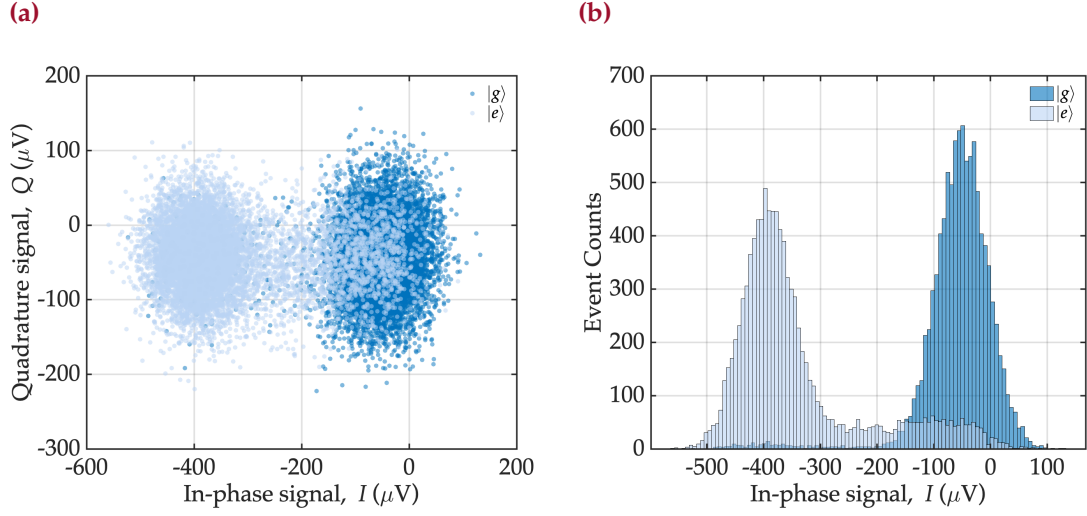 (a)
200
100
0
-100
-200
-300
-600
-400
-200
0
200
Quadrature signal, Q (μV)
In-phase signal, I (μV)
|g⟩
|e⟩
(b)
700
600
500
400
300
200
100
0
-500
-400
-300
-200
-100
0
100
Event Counts
In-phase signal, I (μV)
|g⟩
|e⟩